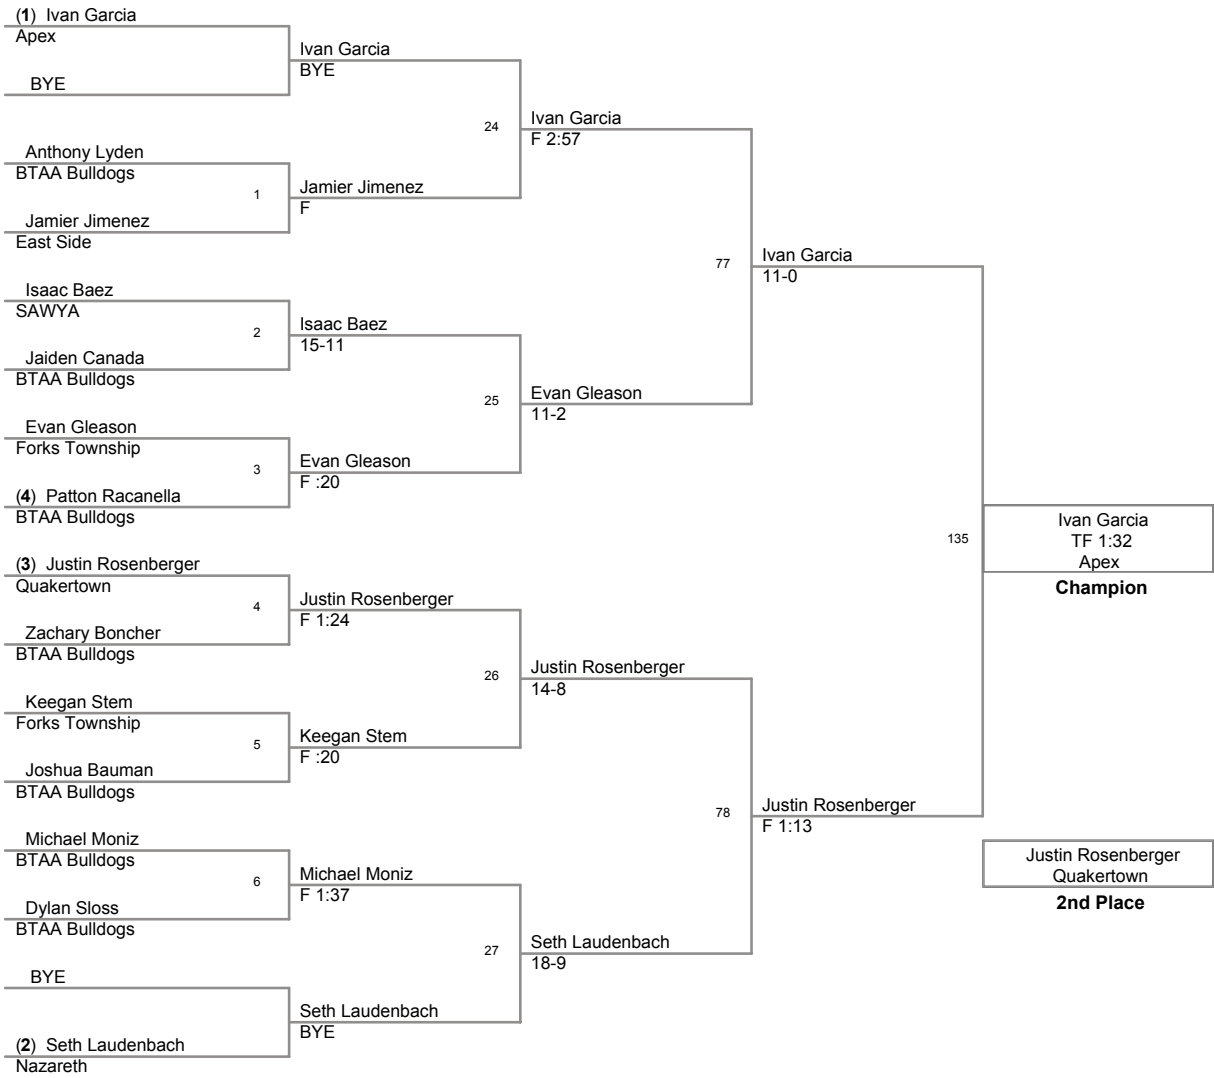 (1) Ivan Garcia
Apex
BYE
Anthony Lyden
BTAA Bulldogs
1
Jamier Jimenez
East Side
Isaac Baez
SAWYA
2
Jaiden Canada
BTAA Bulldogs
Evan Gleason
Forks Township
3
(4) Patton Racanella
BTAA Bulldogs
(3) Justin Rosenberger
Quakertown
4
Zachary Boncher
BTAA Bulldogs
Keegan Stem
Forks Township
5
Joshua Bauman
BTAA Bulldogs
Michael Moniz
BTAA Bulldogs
6
Dylan Sloss
BTAA Bulldogs
BYE
(2) Seth Laudenbach
Nazareth
Ivan Garcia
BYE
24
Jamier Jimenez
F
Isaac Baez
15-11
25
Evan Gleason
F :20
Justin Rosenberger
F 1:24
26
Keegan Stem
F :20
Michael Moniz
F 1:37
27
Seth Laudenbach
BYE
Ivan Garcia
F 2:57
77
Evan Gleason
11-2
Justin Rosenberger
14-8
78
Seth Laudenbach
18-9
Ivan Garcia
11-0
135
Justin Rosenberger
F 1:13
Ivan Garcia
TF 1:32
Apex
Champion
Justin Rosenberger
Quakertown
2nd Place